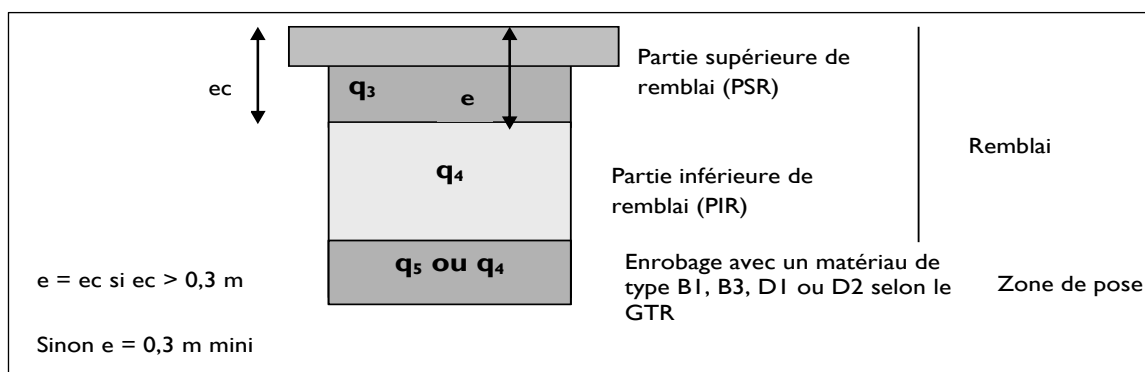 ec
q3
e
Partie supérieure de
remblai (PSR)
q4
Partie inférieure de
remblai (PIR)
Remblai
q5 ou q4
Enrobage avec un matériau de
type B1, B3, D1 ou D2 selon le
GTR
Zone de pose
e = ec si ec > 0,3 m
Sinon e = 0,3 m mini